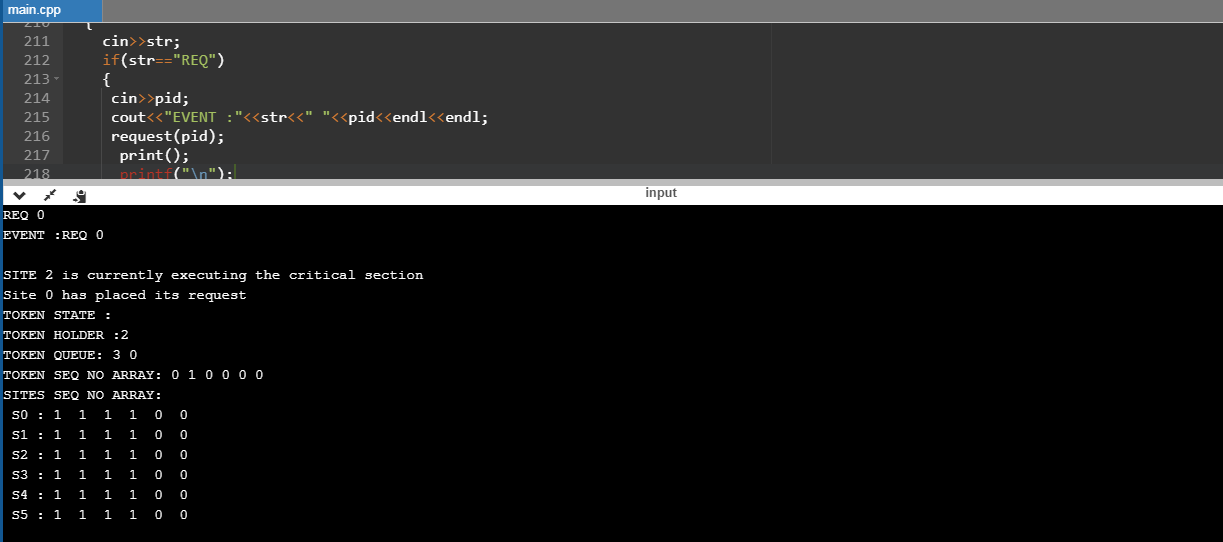 main.cpp
210 {
211 cin>>str;
212 if(str=="REQ")
213 {
214 cin>>pid;
215 cout<<"EVENT :"<<str<<" "<<pid<<endl<<endl;
216 request(pid);
217 print();
218 printf("\n");
input
REQ 0
EVENT :REQ 0
SITE 2 is currently executing the critical section
Site 0 has placed its request
TOKEN STATE :
TOKEN HOLDER :2
TOKEN QUEUE: 3 0
TOKEN SEQ NO ARRAY: 0 1 0 0 0 0
SITES SEQ NO ARRAY:
S0 : 1 1 1 1 0 0
S1 : 1 1 1 1 0 0
S2 : 1 1 1 1 0 0
S3 : 1 1 1 1 0 0
S4 : 1 1 1 1 0 0
S5 : 1 1 1 1 0 0